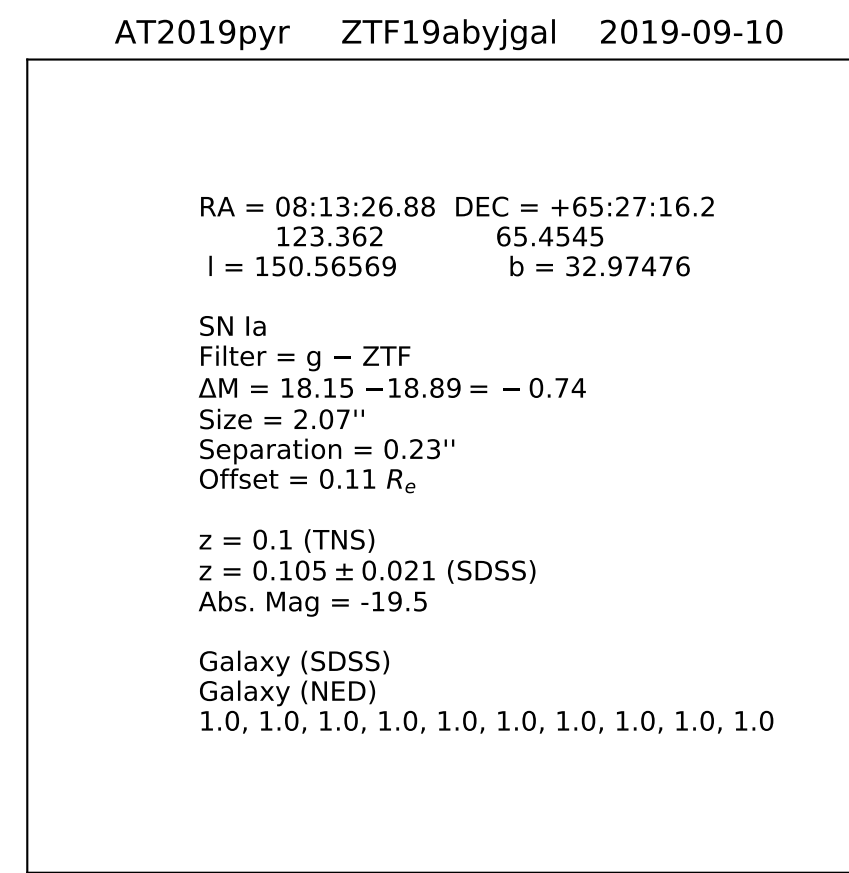 AT2019pyr ZTF19abyjgal 2019-09-10
RA = 08:13:26.88 DEC = +65:27:16.2
123.362 65.4545
l = 150.56569 b = 32.97476
SN Ia
Filter = g − ZTF
ΔM = 18.15 −18.89 = − 0.74
Size = 2.07''
Separation = 0.23''
Offset = 0.11 Re
z = 0.1 (TNS)
z = 0.105 ± 0.021 (SDSS)
Abs. Mag = -19.5
Galaxy (SDSS)
Galaxy (NED)
1.0, 1.0, 1.0, 1.0, 1.0, 1.0, 1.0, 1.0, 1.0, 1.0